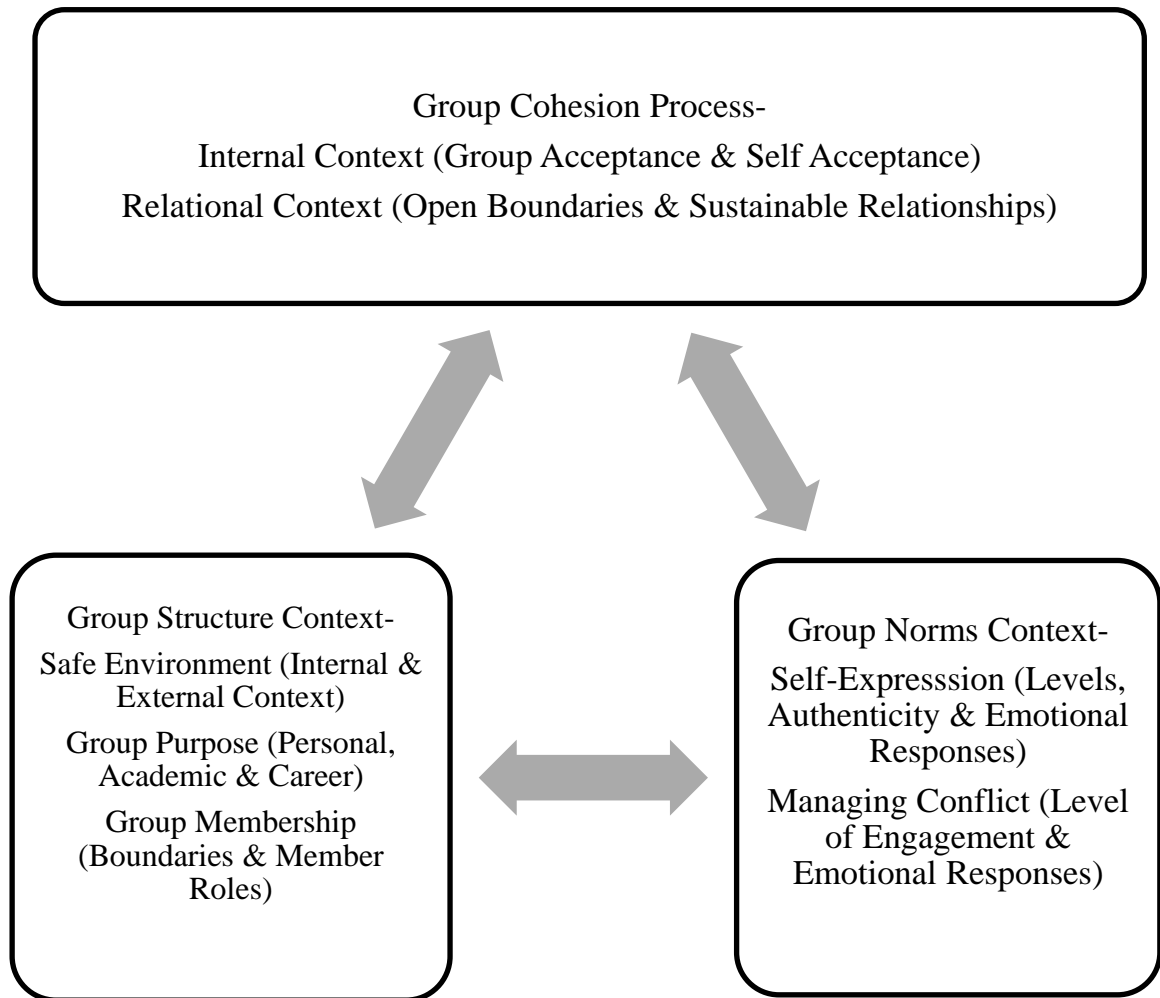 Group Cohesion Process-
Internal Context (Group Acceptance & Self Acceptance)
Relational Context (Open Boundaries & Sustainable Relationships)
Group Structure Context-
Safe Environment (Internal &
External Context)
Group Purpose (Personal,
Academic & Career)
Group Membership
(Boundaries & Member
Roles)
Group Norms Context-
Self-Expresssion (Levels,
Authenticity & Emotional
Responses)
Managing Conflict (Level
of Engagement &
Emotional Responses)